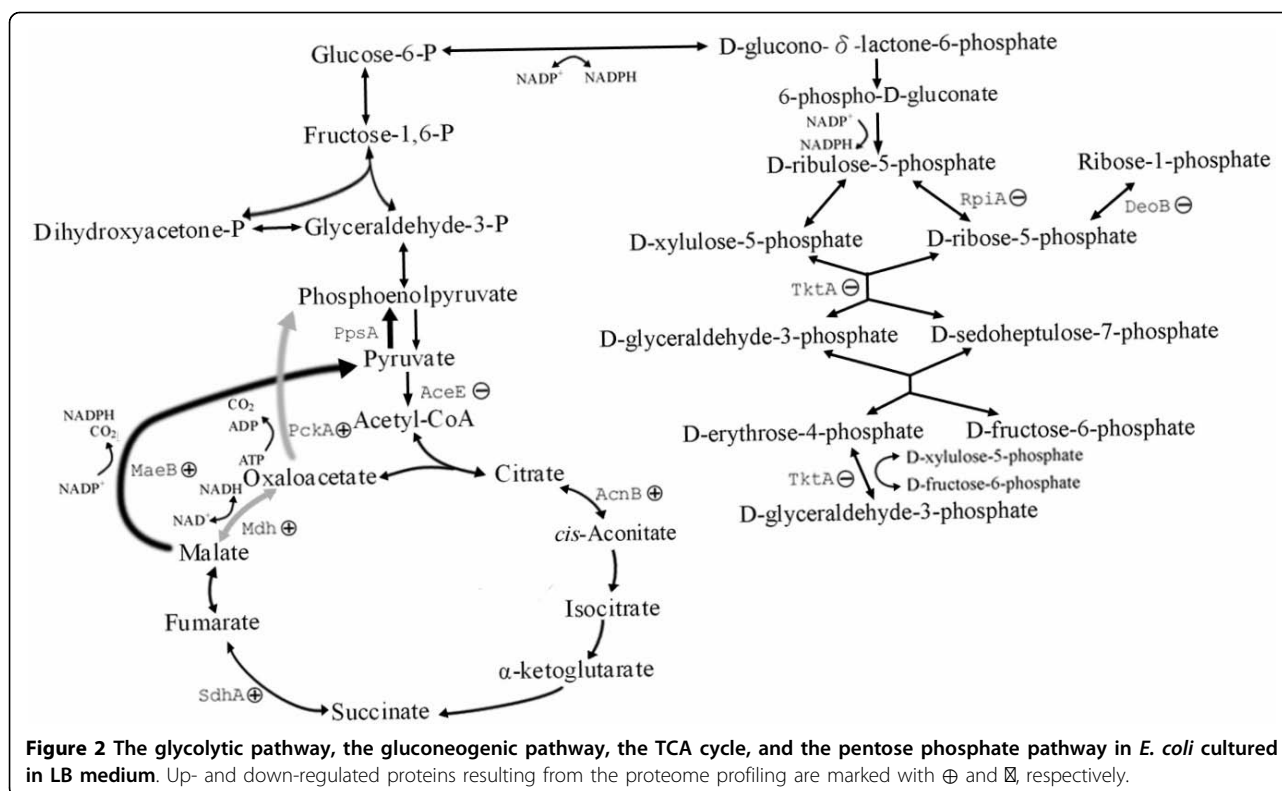 Glucose-6-P
D-glucono- δ -lactone-6-phosphate
NADP+ NADPH
6-phospho-D-gluconate
NADP+
NADPH
Fructose-1,6-P
D-ribulose-5-phosphate
Ribose-1-phosphate
RpiA ⊖
DeoB ⊖
Dihydroxyacetone-P
Glyceraldehyde-3-P
D-xylulose-5-phosphate
D-ribose-5-phosphate
TktA ⊖
Phosphoenolpyruvate
PpsA
D-glyceraldehyde-3-phosphate
D-sedoheptulose-7-phosphate
Pyruvate
AceE ⊖
CO2
ADP
PckA ⊕
Acetyl-CoA
NADPH
CO2
D-erythrose-4-phosphate
D-fructose-6-phosphate
ATP
MaeB ⊕
D-xylulose-5-phosphate
TktA ⊖
D-fructose-6-phosphate
NADP+
NADH
Oxaloacetate
Citrate
AcnB ⊕
D-glyceraldehyde-3-phosphate
NAD+
Mdh ⊕
cis-Aconitate
Malate
Isocitrate
Fumarate
α-ketoglutarate
SdhA ⊕
Succinate
Figure 2 The glycolytic pathway, the gluconeogenic pathway, the TCA cycle, and the pentose phosphate pathway in E. coli cultured
in LB medium. Up- and down-regulated proteins resulting from the proteome profiling are marked with ⊕ and ☒, respectively.